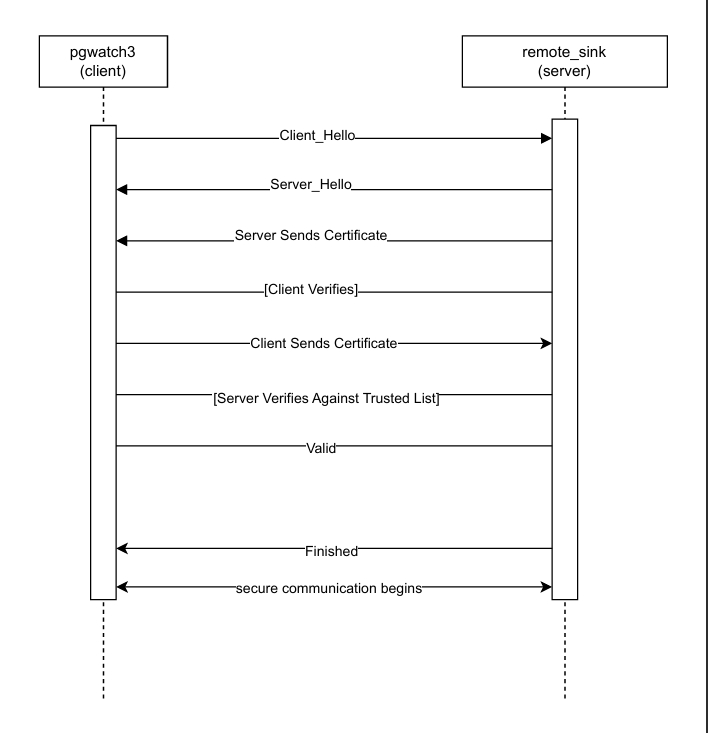 pgwatch3
(client)
remote_sink
(server)
Client_Hello
Server_Hello
Server Sends Certificate
[Client Verifies]
Client Sends Certificate
[Server Verifies Against Trusted List]
Valid
Finished
secure communication begins